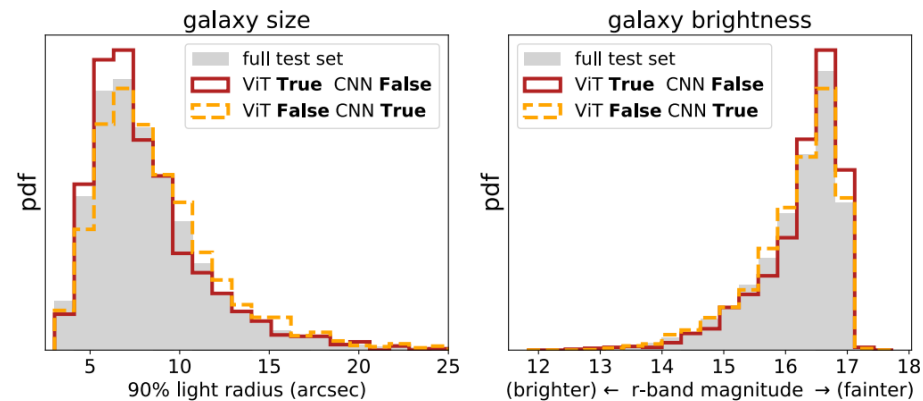 galaxy size
full test set
ViT True CNN False
ViT False CNN True
pdf
5 10 15 20 25
90% light radius (arcsec)
galaxy brightness
full test set
ViT True CNN False
ViT False CNN True
pdf
12 13 14 15 16 17 18
(brighter) ← r-band magnitude → (fainter)